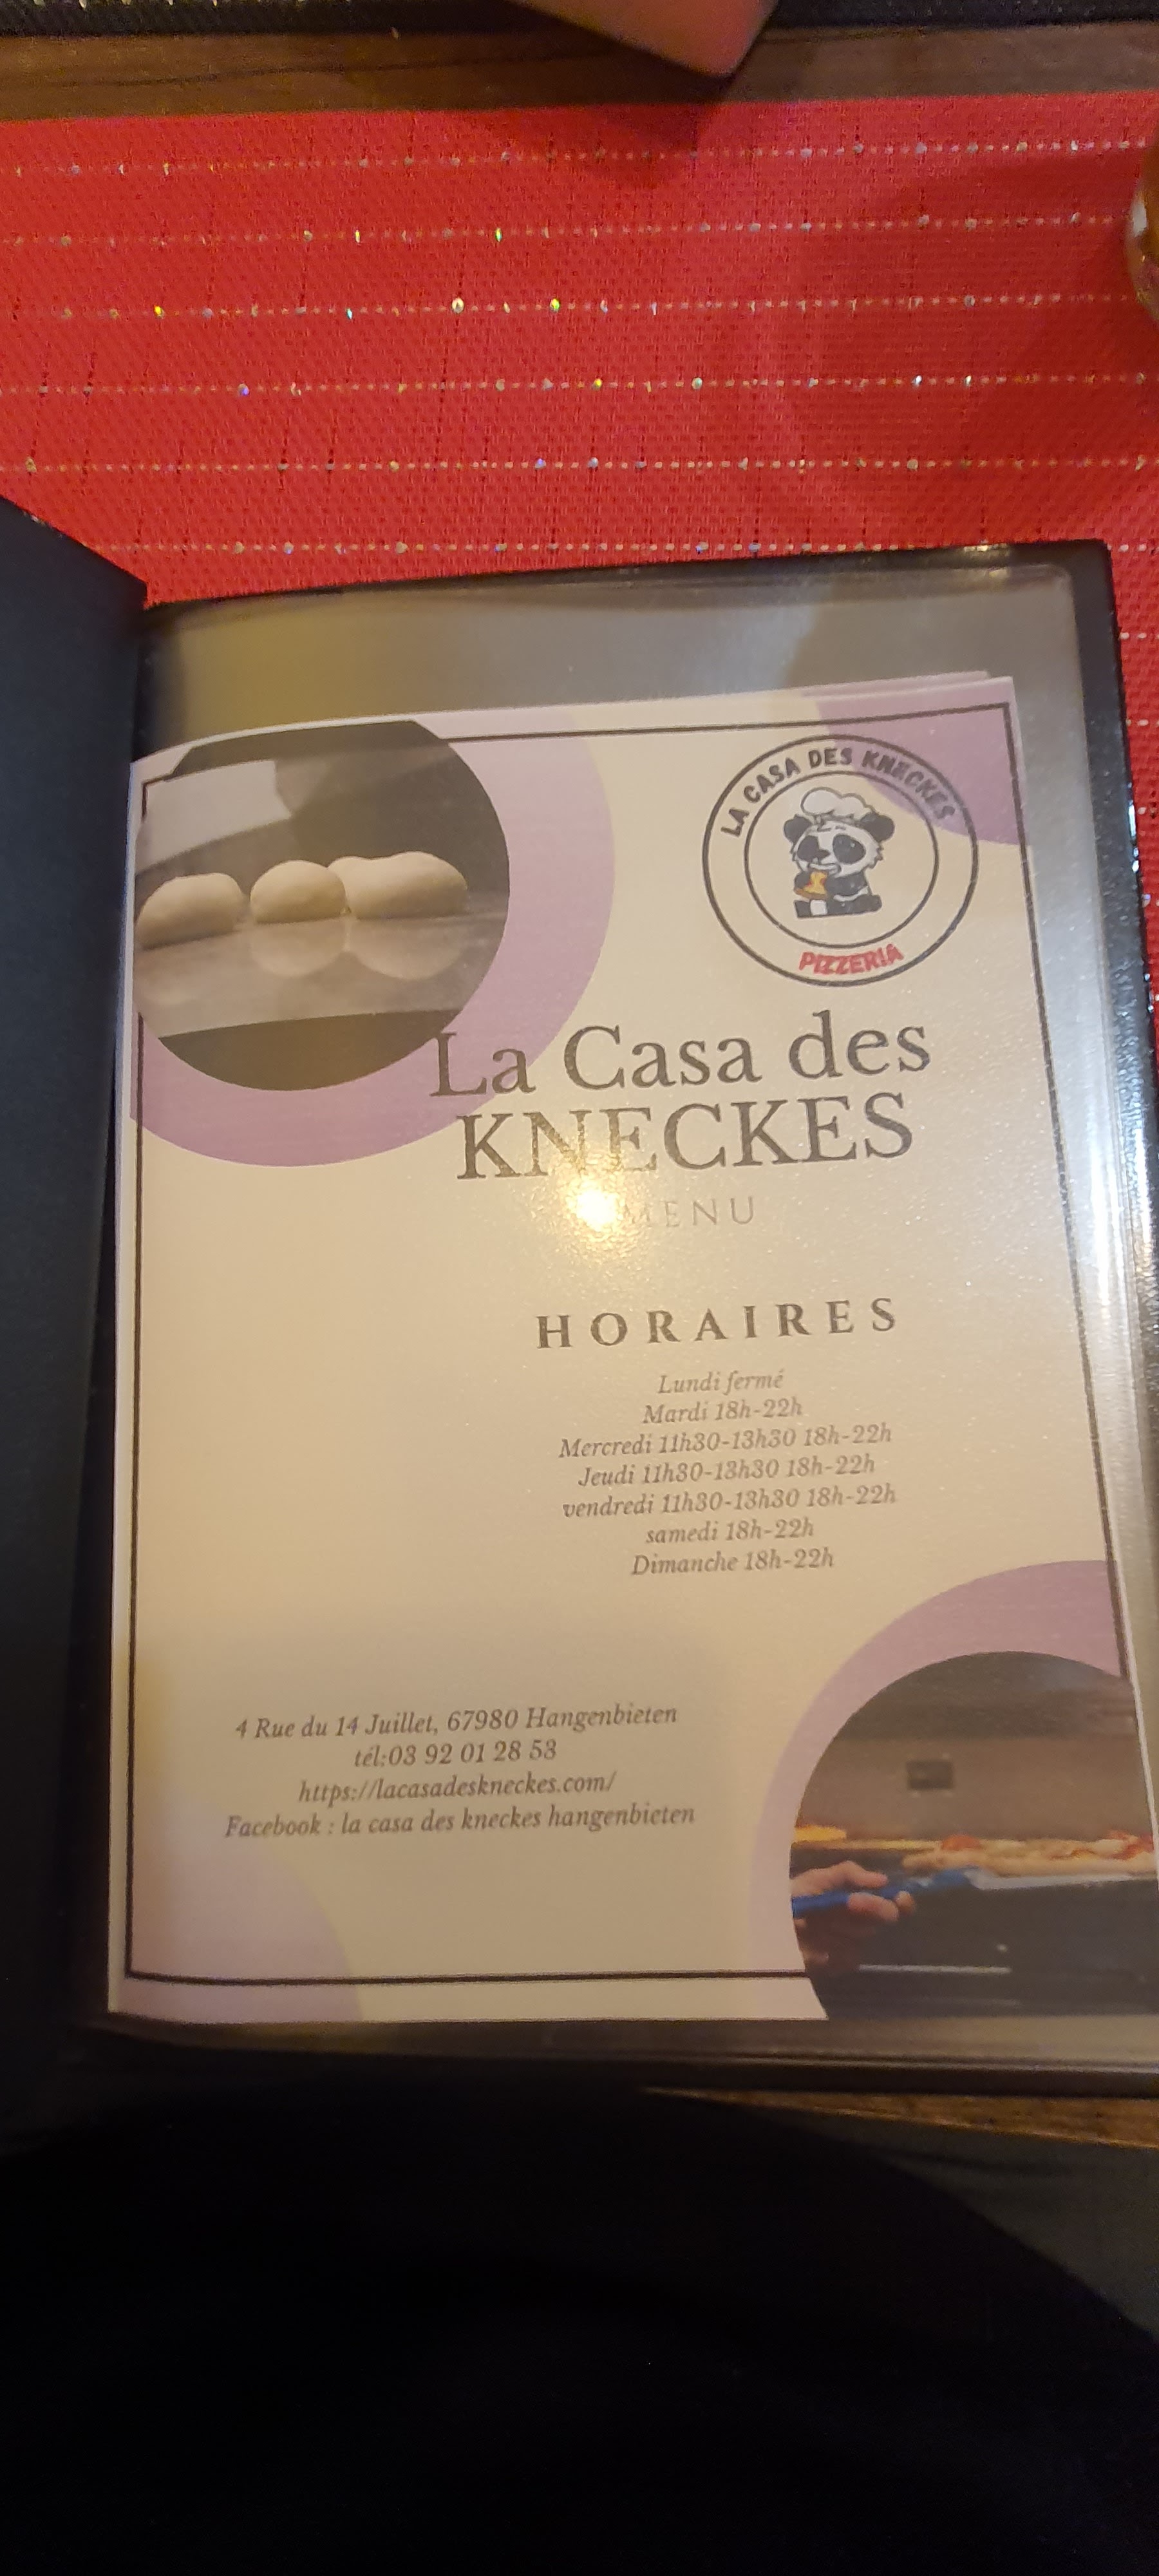 LA CASA DES KNECKES
PIZZERIA
La Casa des
KNECKES
MENU
HORAIRES
Lundi fermé
Mardi 18h-22h
Mercredi 11h30-13h30 18h-22h
Jeudi 11h30-13h30 18h-22h
vendredi 11h30-13h30 18h-22h
samedi 18h-22h
Dimanche 18h-22h
4 Rue du 14 Juillet, 67980 Hangenbieten
tél:03 92 01 28 53
https://lacasadeskneckes.com/
Facebook : la casa des kneckes hangenbieten